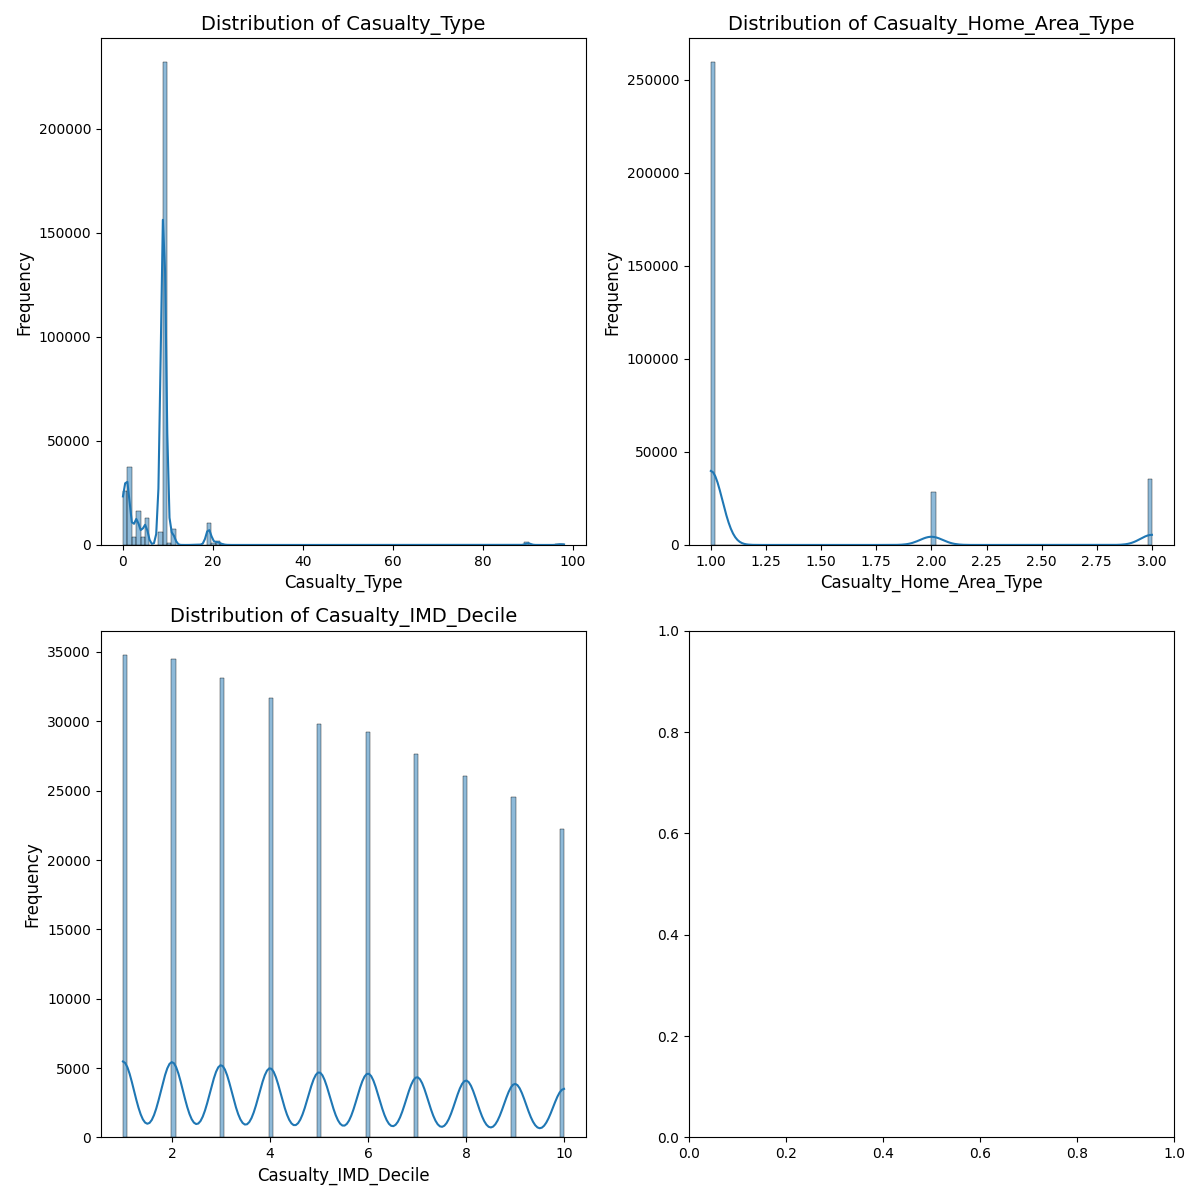 Distribution of Casualty_Type
Frequency
200000
150000
100000
50000
0
0 20 40 60 80 100
Casualty_Type
Distribution of Casualty_Home_Area_Type
Frequency
250000
200000
150000
100000
50000
0
1.00 1.25 1.50 1.75 2.00 2.25 2.50 2.75 3.00
Casualty_Home_Area_Type
Distribution of Casualty_IMD_Decile
Frequency
35000
30000
25000
20000
15000
10000
5000
0
2 4 6 8 10
Casualty_IMD_Decile
1.0
0.8
0.6
0.4
0.2
0.0
0.0 0.2 0.4 0.6 0.8 1.0